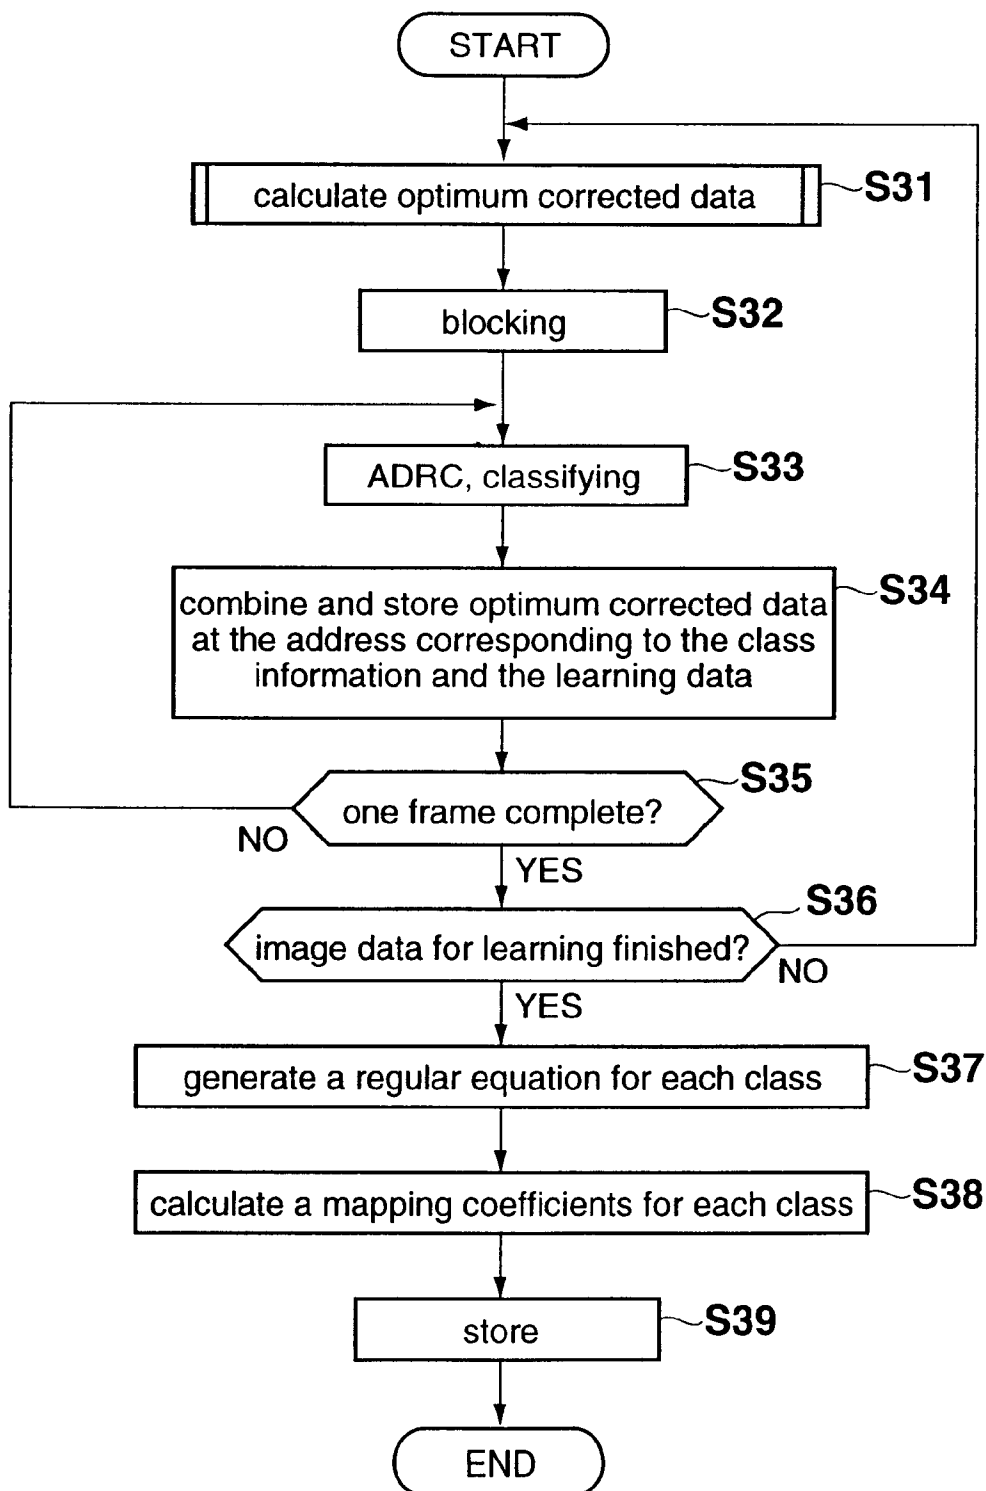 START
calculate optimum corrected data
S31
blocking
S32
ADRC, classifying
S33
combine and store optimum corrected data
at the address corresponding to the class
information and the learning data
S34
one frame complete?
S35
NO
YES
image data for learning finished?
S36
NO
YES
generate a regular equation for each class
S37
calculate a mapping coefficients for each class
S38
store
S39
END